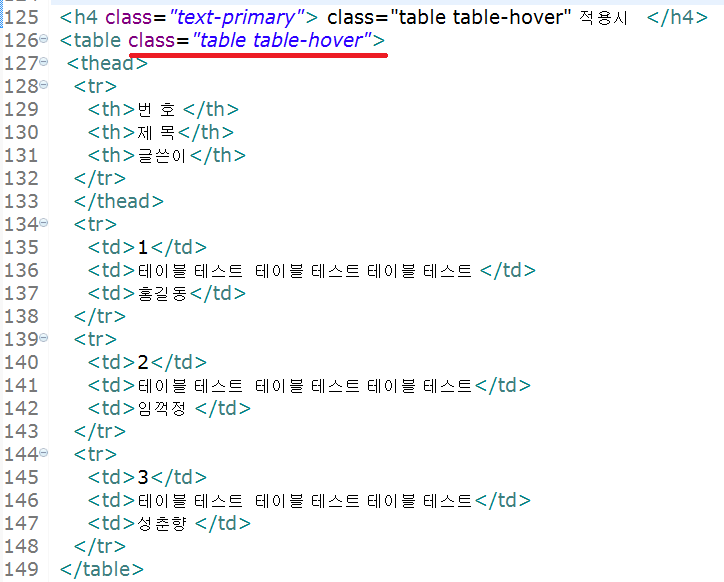 125 <h4 class="text-primary"> class="table table-hover" 적용시  </h4>
126 <table class="table table-hover">
127 <thead>
128 <tr>
129 <th>번 호 </th>
130 <th>제 목</th>
131 <th>글쓴이</th>
132 </tr>
133 </thead>
134 <tr>
135 <td>1</td>
136 <td>테이블 테스트  테이블 테스트 테이블 테스트 </td>
137 <td>홍길동</td>
138 </tr>
139 <tr>
140 <td>2</td>
141 <td>테이블 테스트  테이블 테스트 테이블 테스트</td>
142 <td>임꺽정 </td>
143 </tr>
144 <tr>
145 <td>3</td>
146 <td>테이블 테스트  테이블 테스트 테이블 테스트</td>
147 <td>성춘향 </td>
148 </tr>
149 </table>